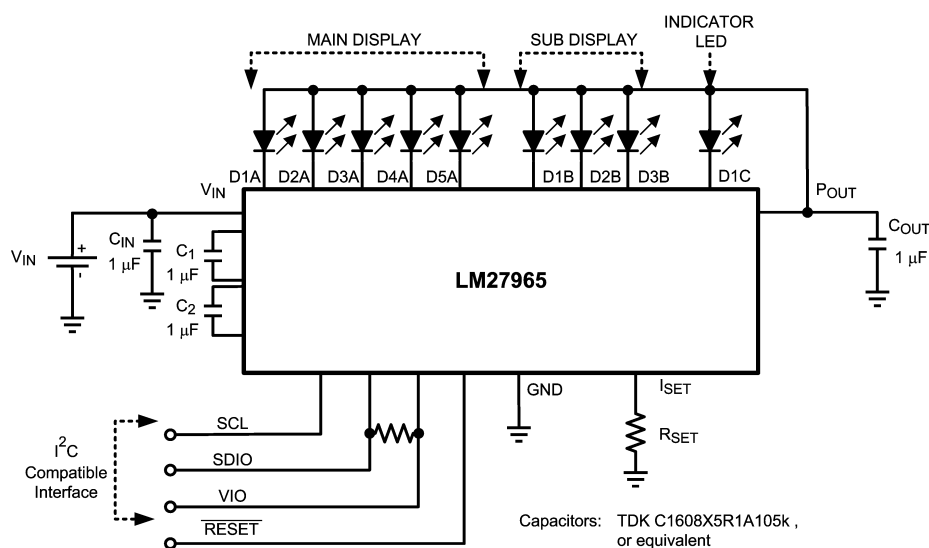 MAIN DISPLAY
SUB DISPLAY
INDICATOR
LED
D1A
D2A
D3A
D4A
D5A
D1B
D2B
D3B
D1C
VIN
POUT
VIN
+
-
CIN
1 µF
C1
1 µF
C2
1 µF
LM27965
COUT
1 µF
GND
ISET
RSET
I²C
Compatible
Interface
SCL
SDIO
VIO
RESET
Capacitors: TDK C1608X5R1A105k ,
or equivalent